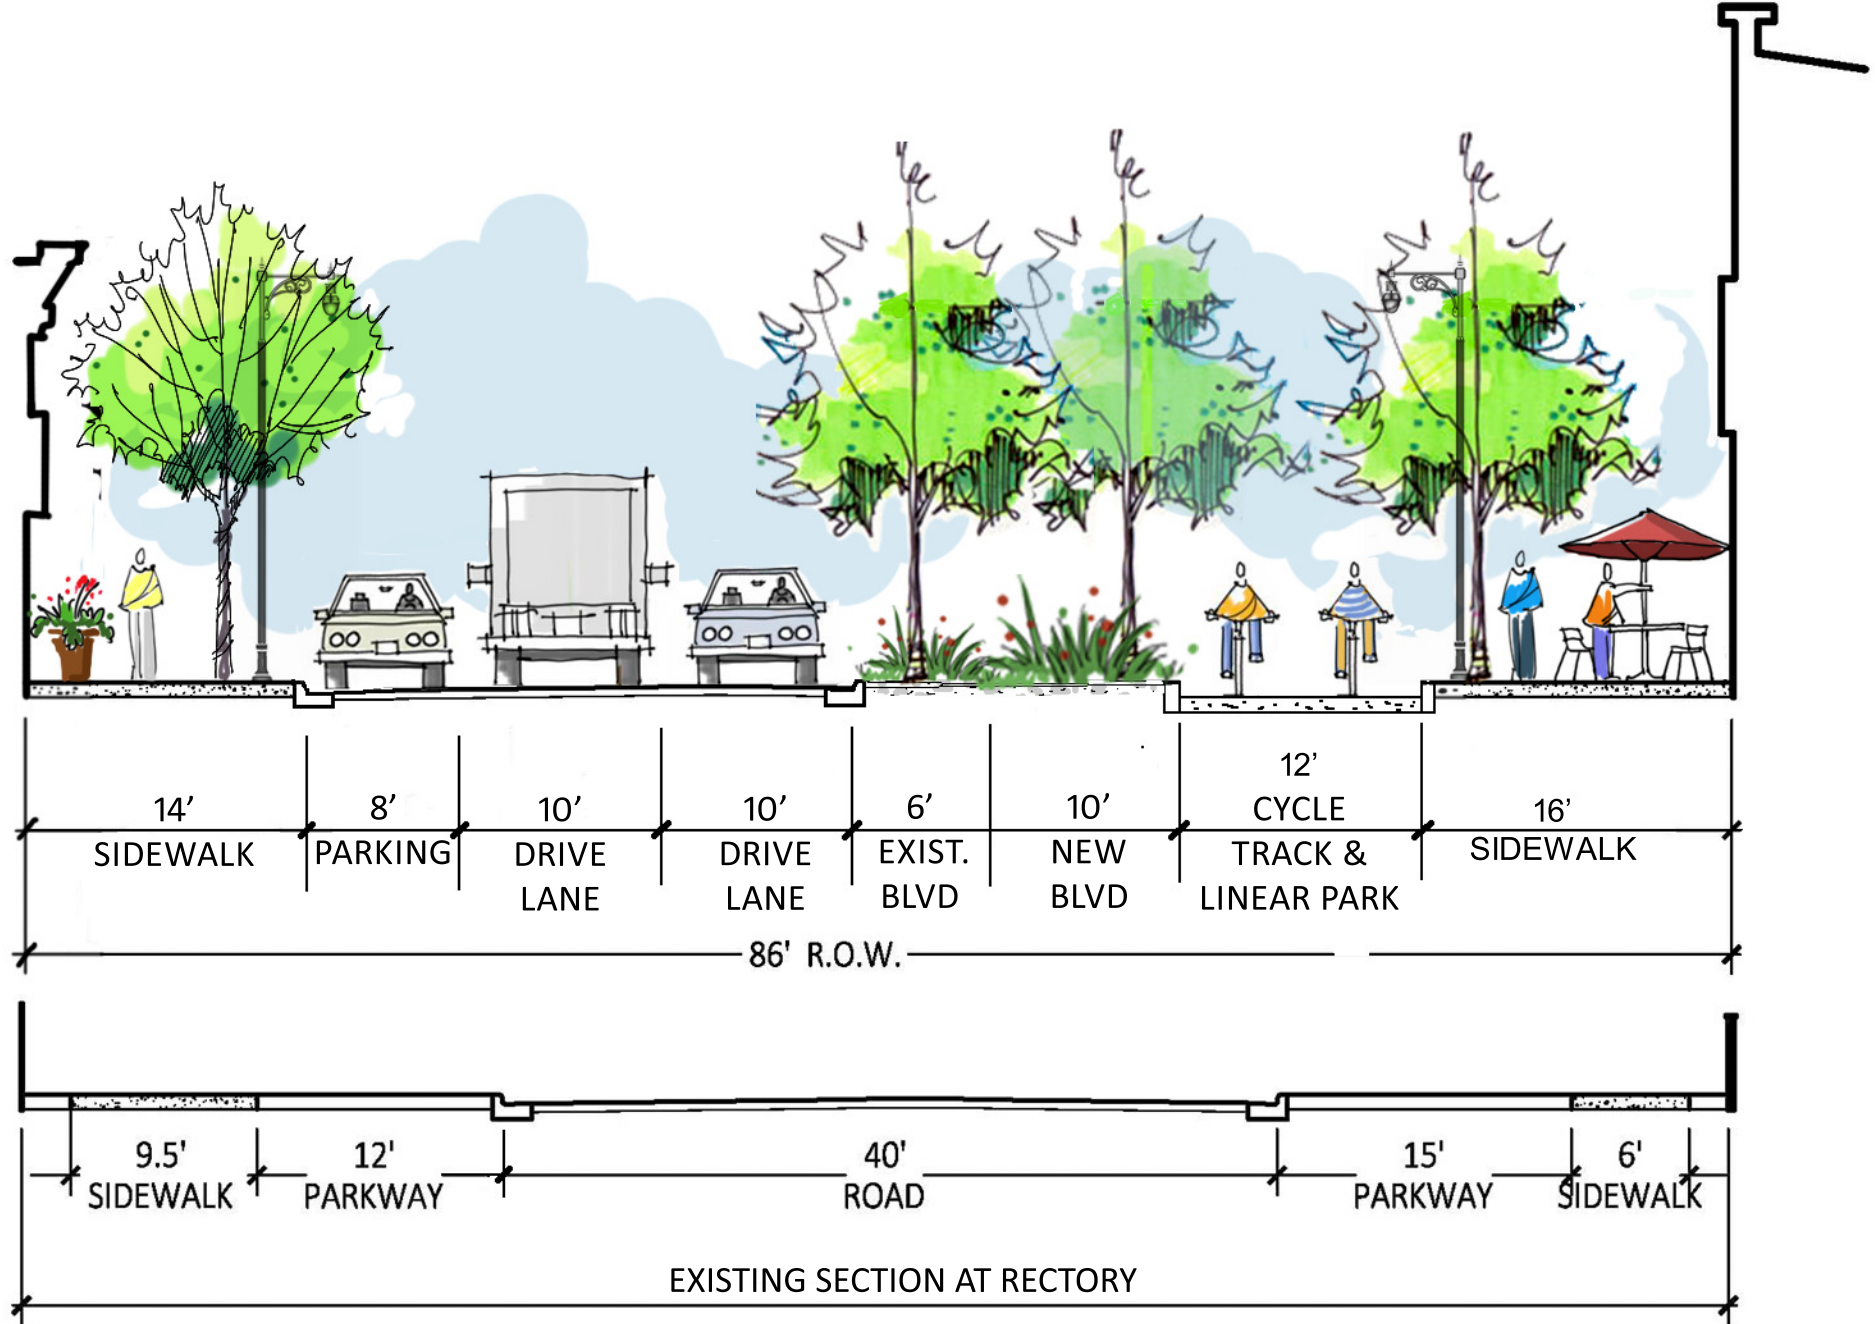 14’
SIDEWALK
8’
PARKING
10’
DRIVE
LANE
10’
DRIVE
LANE
6’
EXIST.
BLVD
10’
NEW
BLVD
12’
CYCLE
TRACK &
LINEAR PARK
16’
SIDEWALK
86' R.O.W.
9.5'
SIDEWALK
12'
PARKWAY
40'
ROAD
15'
PARKWAY
6'
SIDEWALK
EXISTING SECTION AT RECTORY